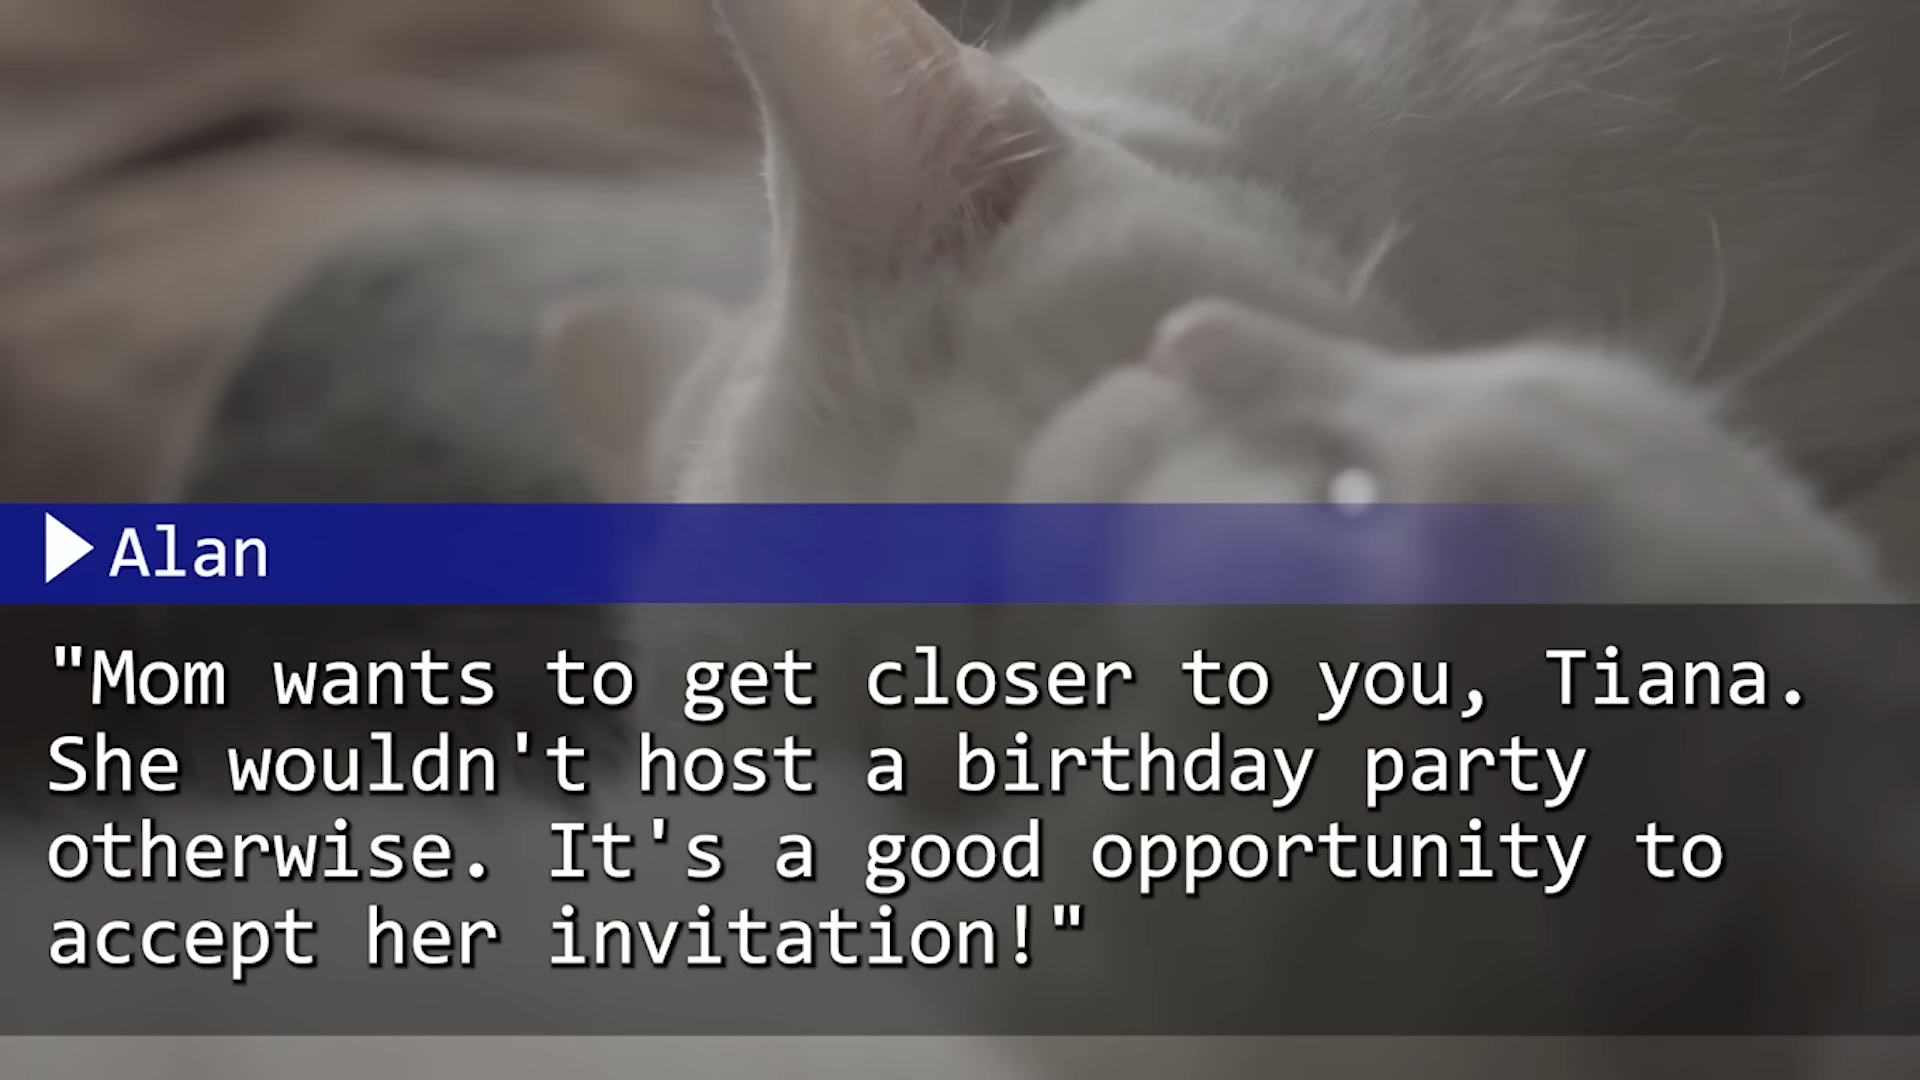 Alan
"Mom wants to get closer to you, Tiana.
She wouldn't host a birthday party
otherwise. It's a good opportunity to
accept her invitation!"